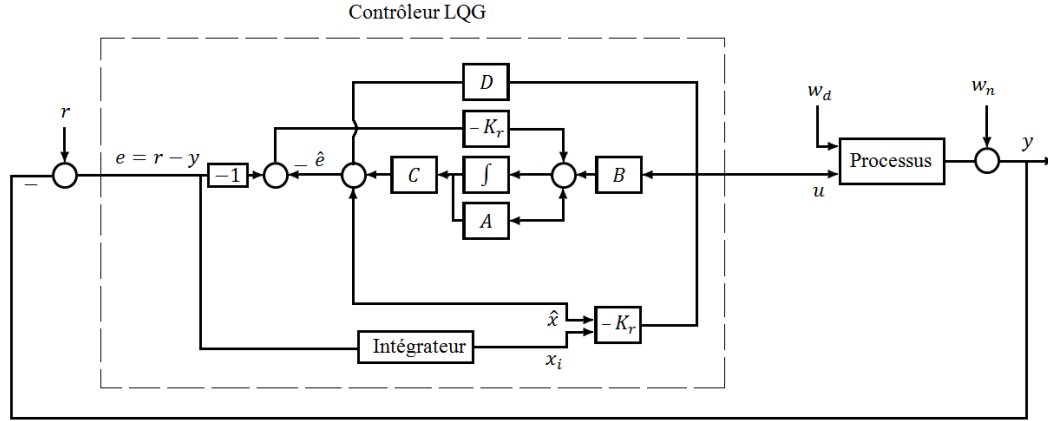 Contrôleur LQG
D
r
w_d
w_n
−K_r
e = r − y
y
−
−1
− ê
C
∫
B
Processus
A
u
x̂
−K_r
Intégrateur
x_i